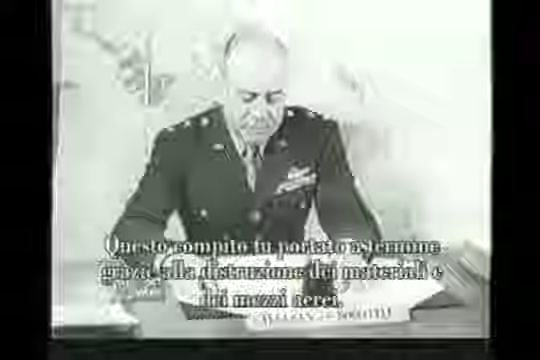 Questo compito fu portato a termine
grazie alla distruzione dei materiali e
dei mezzi aerei.